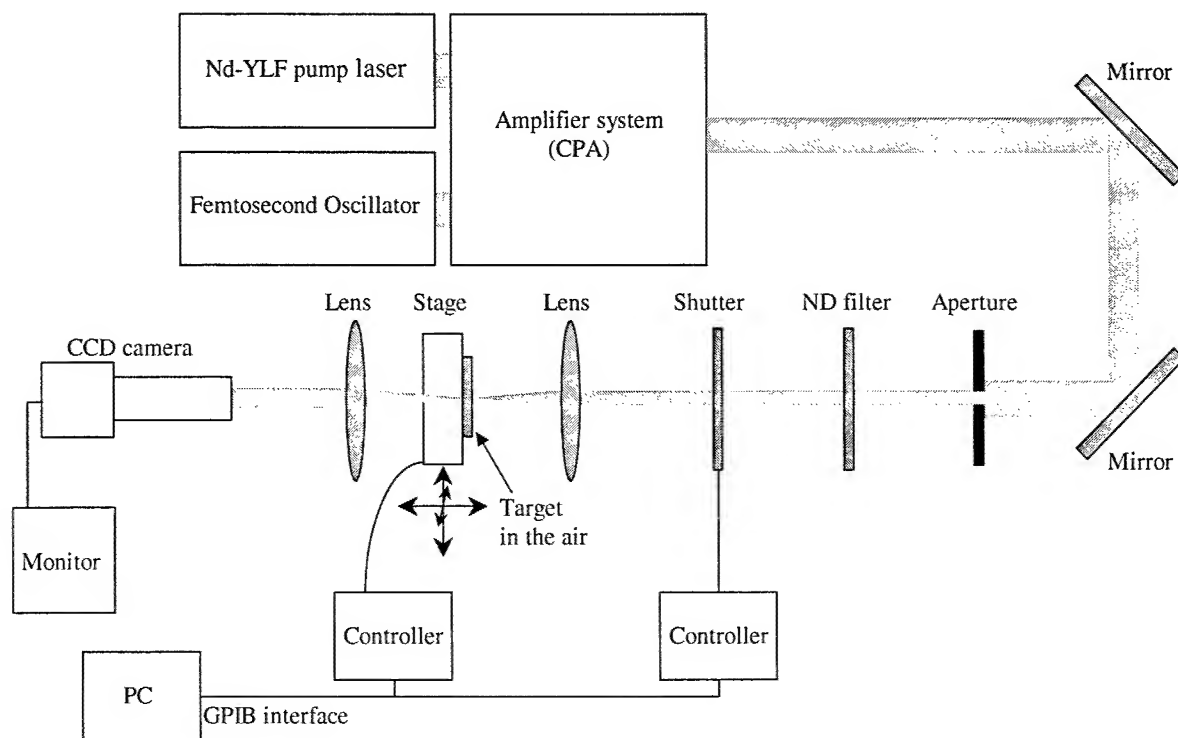 Nd-YLF pump laser
Amplifier system
(CPA)
Mirror
Femtosecond Oscillator
Lens
Stage
Lens
Shutter
ND filter
Aperture
CCD camera
Mirror
Target
in the air
Monitor
Controller
Controller
PC
GPIB interface